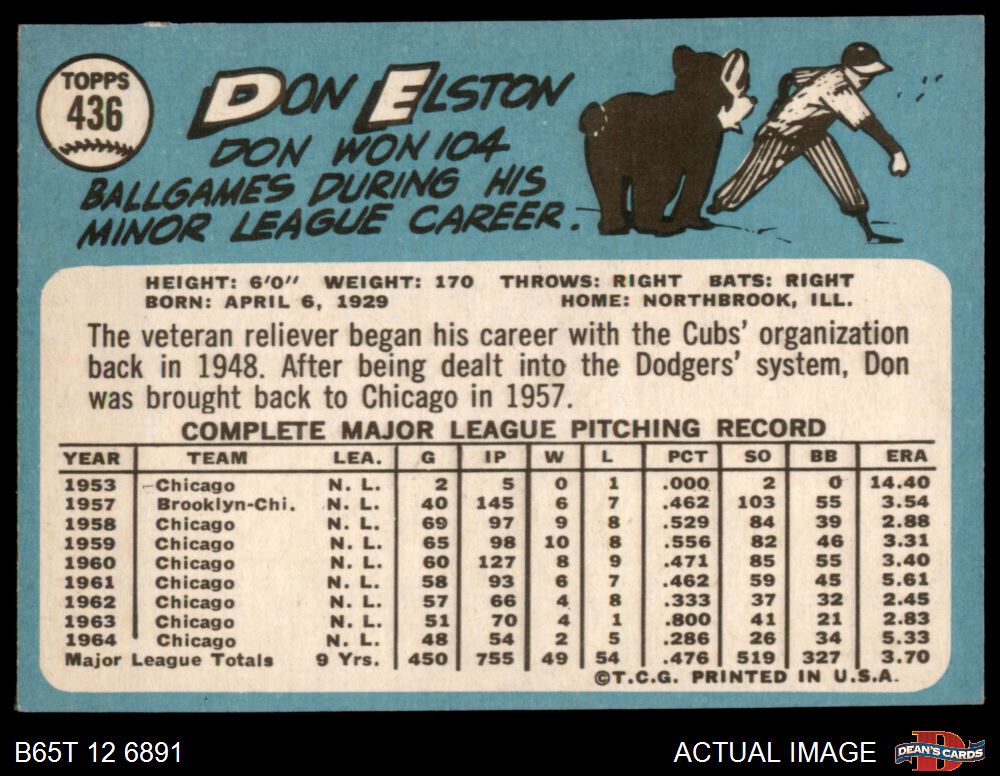 TOPPS
436
DON ELSTON
DON WON 104
BALLGAMES DURING HIS
MINOR LEAGUE CAREER.
HEIGHT: 6'0" WEIGHT: 170 THROWS: RIGHT BATS: RIGHT
BORN: APRIL 6, 1929 HOME: NORTHBROOK, ILL.
The veteran reliever began his career with the Cubs' organization
back in 1948. After being dealt into the Dodgers' system, Don
was brought back to Chicago in 1957.
COMPLETE MAJOR LEAGUE PITCHING RECORD
YEAR TEAM LEA. G IP W L PCT SO BB ERA
1953 Chicago N. L. 2 5 0 1 .000 2 0 14.40
1957 Brooklyn-Chi. N. L. 40 145 6 7 .462 103 55 3.54
1958 Chicago N. L. 69 97 9 8 .529 84 39 2.88
1959 Chicago N. L. 65 98 10 8 .556 82 46 3.31
1960 Chicago N. L. 60 127 8 9 .471 85 55 3.40
1961 Chicago N. L. 58 93 6 7 .462 59 45 5.61
1962 Chicago N. L. 57 66 4 8 .333 37 32 2.45
1963 Chicago N. L. 51 70 4 1 .800 41 21 2.83
1964 Chicago N. L. 48 54 2 5 .286 26 34 5.33
Major League Totals 9 Yrs. 450 755 49 54 .476 519 327 3.70
©T.C.G. PRINTED IN U.S.A.
B65T 12 6891 ACTUAL IMAGE DEAN'S CARDS